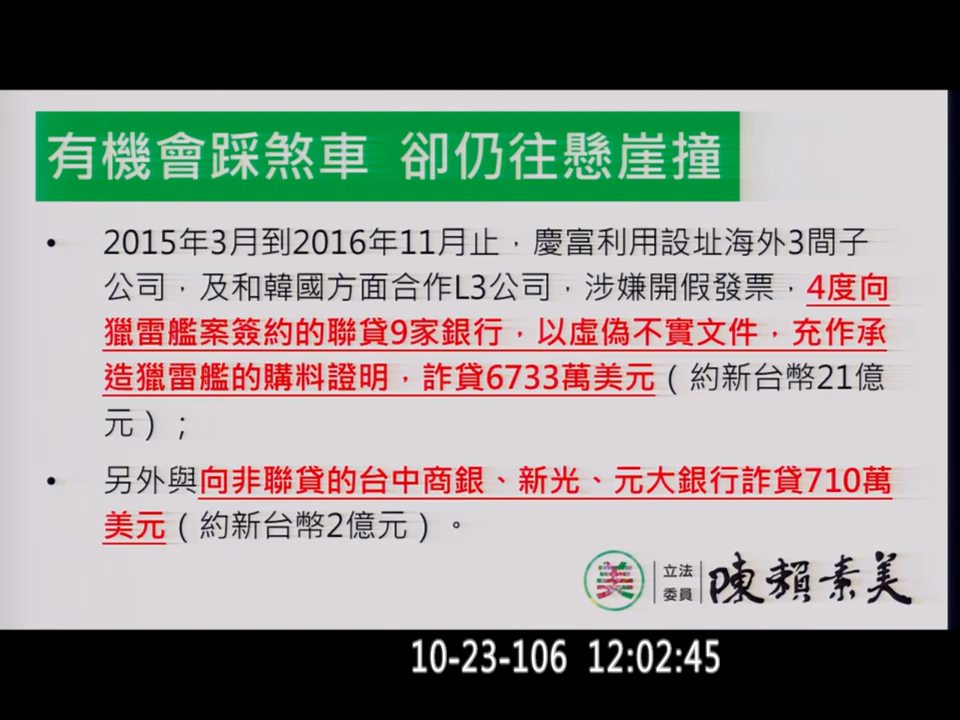 有機會踩煞車 卻仍往懸崖撞
• 2015年3月到2016年11月止，慶富利用設址海外3間子
公司，及和韓國方面合作L3公司，涉嫌開假發票，4度向
獵雷艦案簽約的聯貸9家銀行，以虛偽不實文件，充作承
造獵雷艦的購料證明，詐貸6733萬美元（約新台幣21億
元）；
• 另外與向非聯貸的台中商銀、新光、元大銀行詐貸710萬
美元（約新台幣2億元）。
立法
委員
陳賴素美
10-23-106 12:02:45